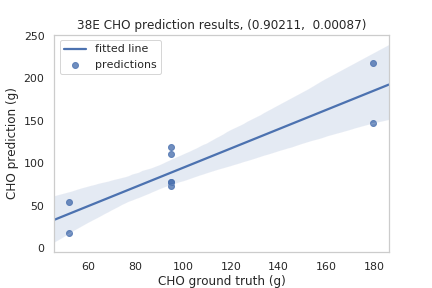 38E CHO prediction results, (0.90211,  0.00087)
250
200
150
100
50
0
fitted line
predictions
CHO prediction (g)
60 80 100 120 140 160 180
CHO ground truth (g)